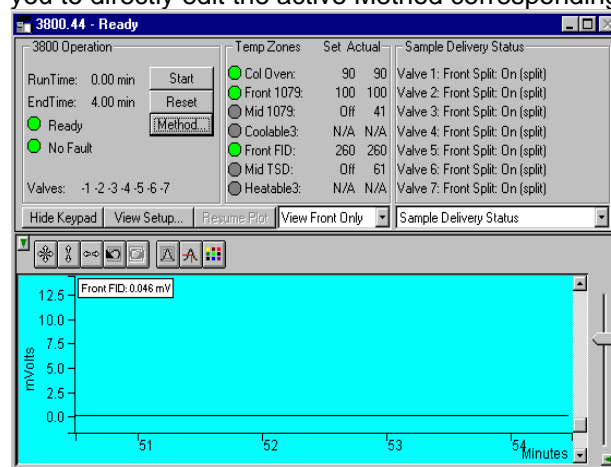 you to directly edit the active Method corresponding
3800.44 - Ready
3800 Operation
RunTime: 0.00 min Start
EndTime: 4.00 min Reset
Ready Method...
No Fault
Valves: -1 -2 -3 -4 -5 -6 -7
Temp Zones Set Actual
Col Oven: 90 90
Front 1079: 100 100
Mid 1079: Off 41
Coolable3: N/A N/A
Front FID: 260 260
Mid TSD: Off 61
Heatable3: N/A N/A
Sample Delivery Status
Valve 1: Front Split: On (split)
Valve 2: Front Split: On (split)
Valve 3: Front Split: On (split)
Valve 4: Front Split: On (split)
Valve 5: Front Split: On (split)
Valve 6: Front Split: On (split)
Valve 7: Front Split: On (split)
Hide Keypad View Setup... Resume Plot View Front Only Sample Delivery Status
Front FID: 0.046 mV
mVolts
12.5
10.0
7.5
5.0
2.5
0.0
51 52 53 54
Minutes